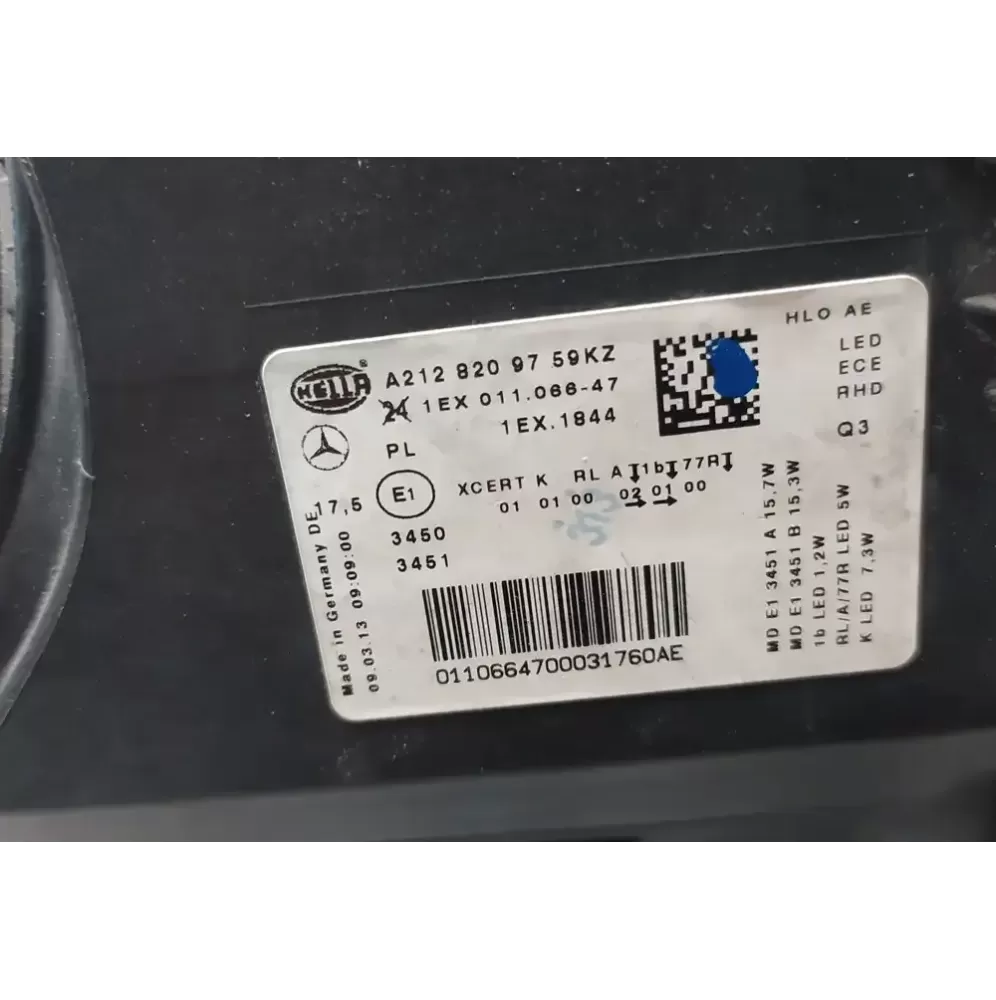 HELLA
A212 820 97 59KZ
24 1EX 011.066-47
1EX.1844
PL
HLO AE
LED
ECE
RHD
Q3
17,5
E1
XCERT K RL A 1b 77R
01 01 00 02 01 00
3450
3451
0110664700031760AE
Made in Germany DE
09.03.13 09:09:00
MD E1 3451 A 15,7W
MD E1 3451 B 15,3W
1b LED 1,2W
RL/A/77R LED 5W
K LED 7,3W